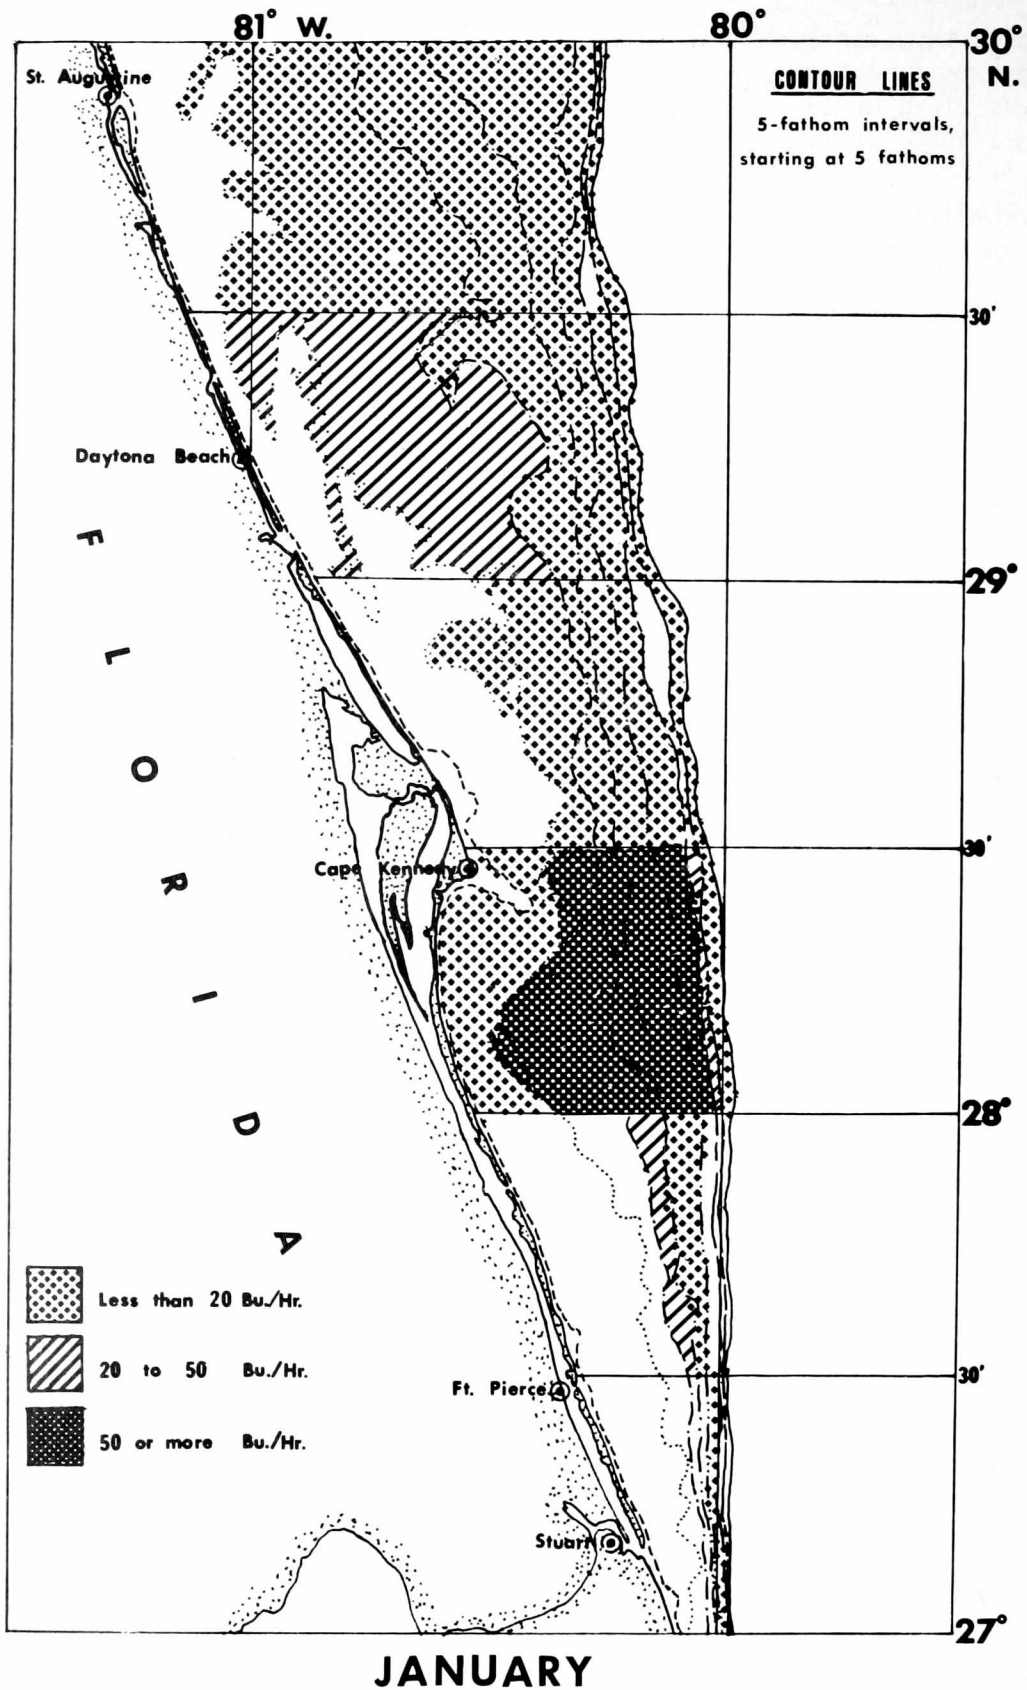 81° W.
80°
30°
N.
CONTOUR LINES
5-fathom intervals,
starting at 5 fathoms
St. Augustine
30'
Daytona Beach
29°
FLORIDA
30'
Cape Kennedy
28°
Less than 20 Bu./Hr.
20 to 50 Bu./Hr.
50 or more Bu./Hr.
30'
Ft. Pierce
Stuart
27°
JANUARY